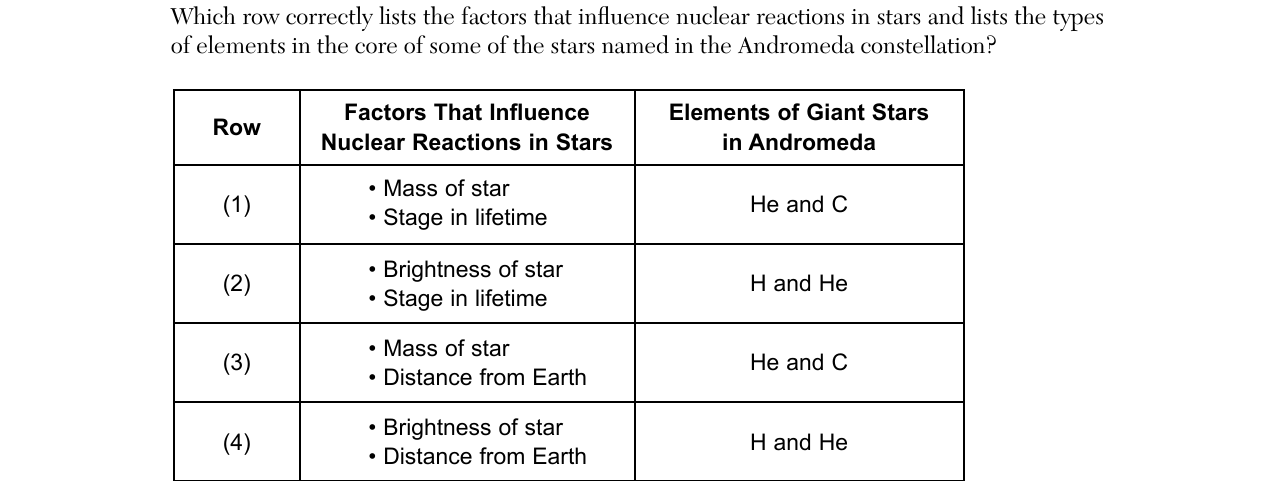 Which row correctly lists the factors that influence nuclear reactions in stars and lists the types
of elements in the core of some of the stars named in the Andromeda constellation?
Row
Factors That Influence
Nuclear Reactions in Stars
Elements of Giant Stars
in Andromeda
(1)
• Mass of star
• Stage in lifetime
He and C
(2)
• Brightness of star
• Stage in lifetime
H and He
(3)
• Mass of star
• Distance from Earth
He and C
(4)
• Brightness of star
• Distance from Earth
H and He